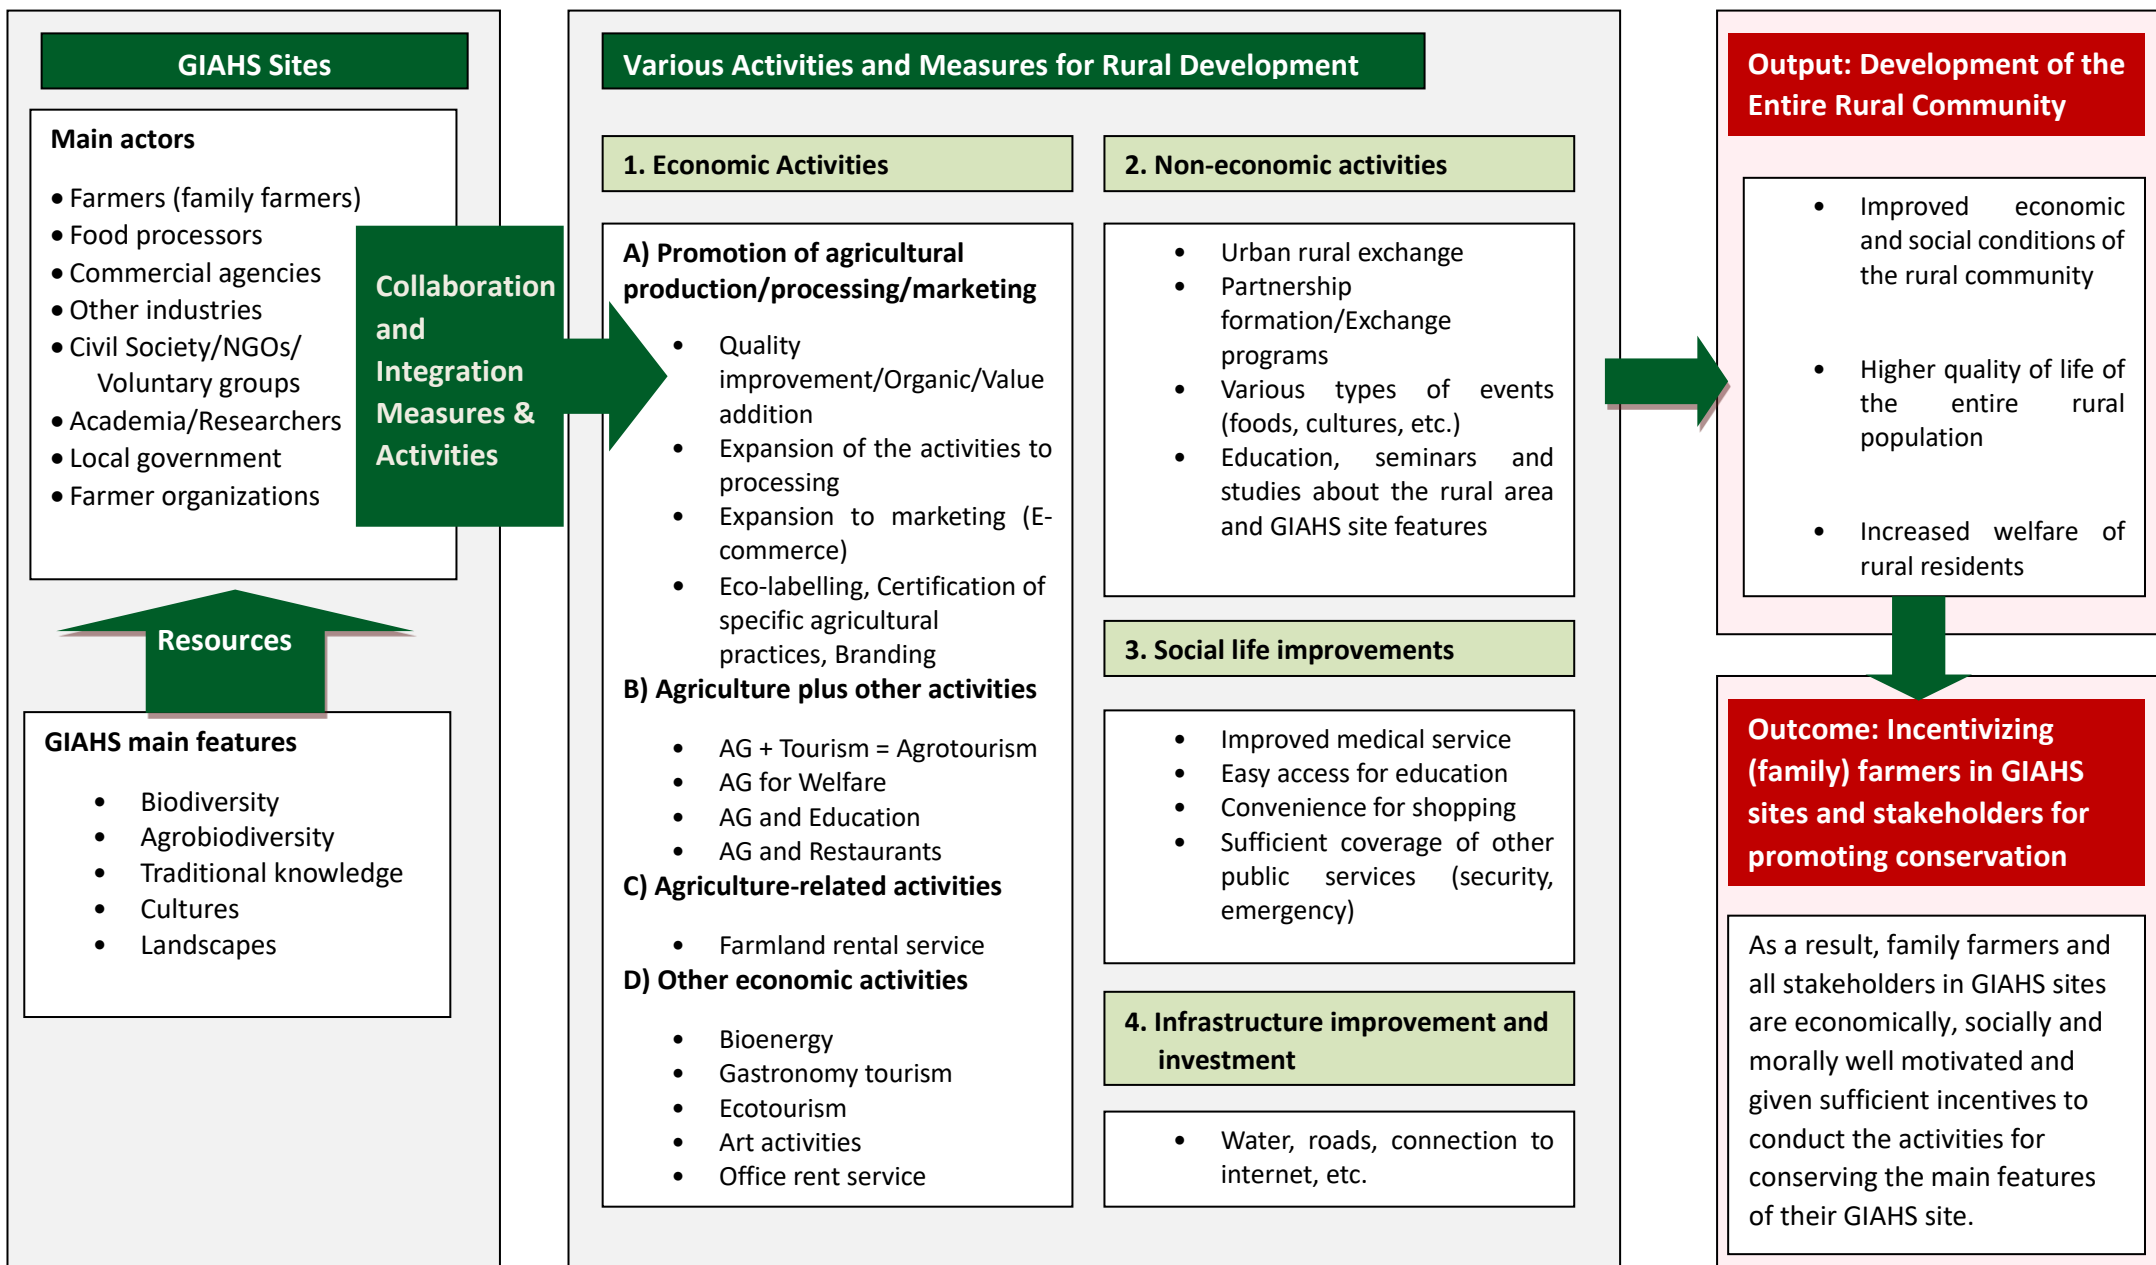 GIAHS Sites
Main actors
• Farmers (family farmers)
• Food processors
• Commercial agencies
• Other industries
• Civil Society/NGOs/
Voluntary groups
• Academia/Researchers
• Local government
• Farmer organizations
Collaboration
and
Integration
Measures &
Activities
Resources
GIAHS main features
• Biodiversity
• Agrobiodiversity
• Traditional knowledge
• Cultures
• Landscapes
Various Activities and Measures for Rural Development
1. Economic Activities
A) Promotion of agricultural
production/processing/marketing
• Quality
improvement/Organic/Value
addition
• Expansion of the activities to
processing
• Expansion to marketing (E-
commerce)
• Eco-labelling, Certification of
specific agricultural
practices, Branding
B) Agriculture plus other activities
• AG + Tourism = Agrotourism
• AG for Welfare
• AG and Education
• AG and Restaurants
C) Agriculture-related activities
• Farmland rental service
D) Other economic activities
• Bioenergy
• Gastronomy tourism
• Ecotourism
• Art activities
• Office rent service
2. Non-economic activities
• Urban rural exchange
• Partnership
formation/Exchange
programs
• Various types of events
(foods, cultures, etc.)
• Education, seminars and
studies about the rural area
and GIAHS site features
3. Social life improvements
• Improved medical service
• Easy access for education
• Convenience for shopping
• Sufficient coverage of other
public services (security,
emergency)
4. Infrastructure improvement and
investment
• Water, roads, connection to
internet, etc.
Output: Development of the
Entire Rural Community
• Improved economic
and social conditions of
the rural community
• Higher quality of life of
the entire rural
population
• Increased welfare of
rural residents
Outcome: Incentivizing
(family) farmers in GIAHS
sites and stakeholders for
promoting conservation
As a result, family farmers and
all stakeholders in GIAHS sites
are economically, socially and
morally well motivated and
given sufficient incentives to
conduct the activities for
conserving the main features
of their GIAHS site.